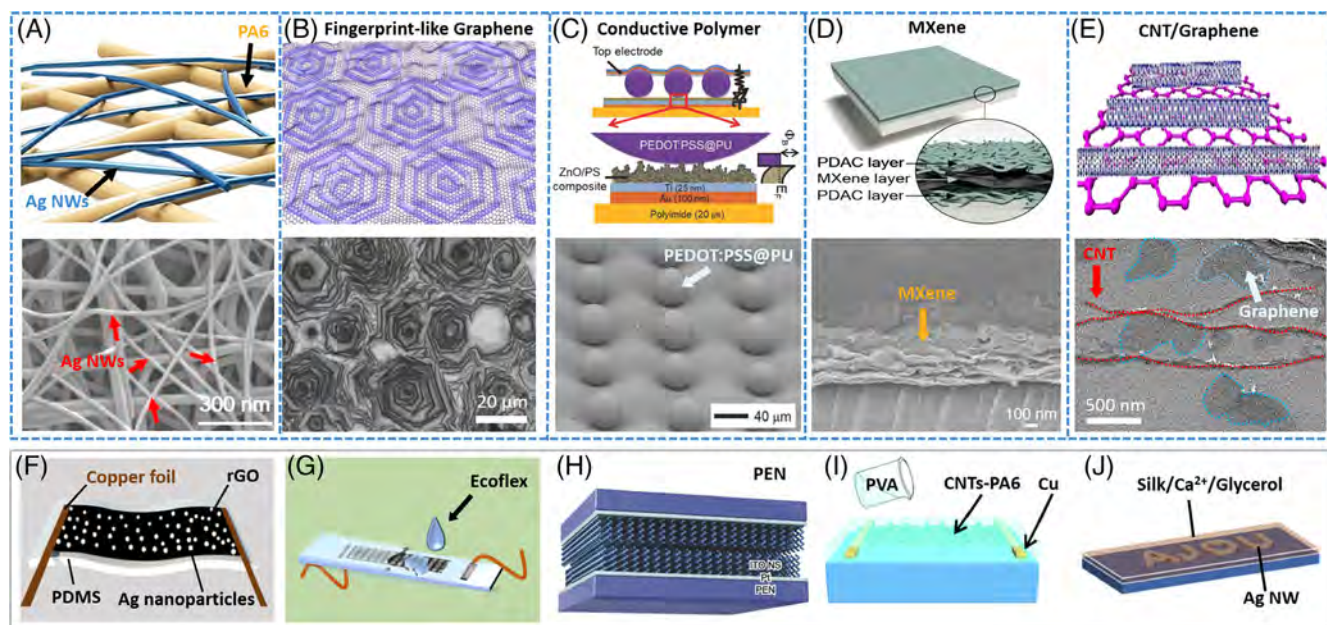 (A)
PA6
Ag NWs
Ag NWs
300 nm
(B)
Fingerprint-like Graphene
20 μm
(C)
Conductive Polymer
Top electrode
PEDOT:PSS@PU
ZnO/PS
composite
Ti (25 nm)
Au (100 nm)
Polyimide (20 μm)
PEDOT:PSS@PU
40 μm
(D)
MXene
PDAC layer
MXene layer
PDAC layer
MXene
100 nm
(E)
CNT/Graphene
CNT
Graphene
500 nm
(F)
Copper foil
rGO
PDMS
Ag nanoparticles
(G)
Ecoflex
(H)
PEN
ITO NS
Pt
PEN
(I)
PVA
CNTs-PA6
Cu
(J)
Silk/Ca²⁺/Glycerol
AJOU
Ag NW